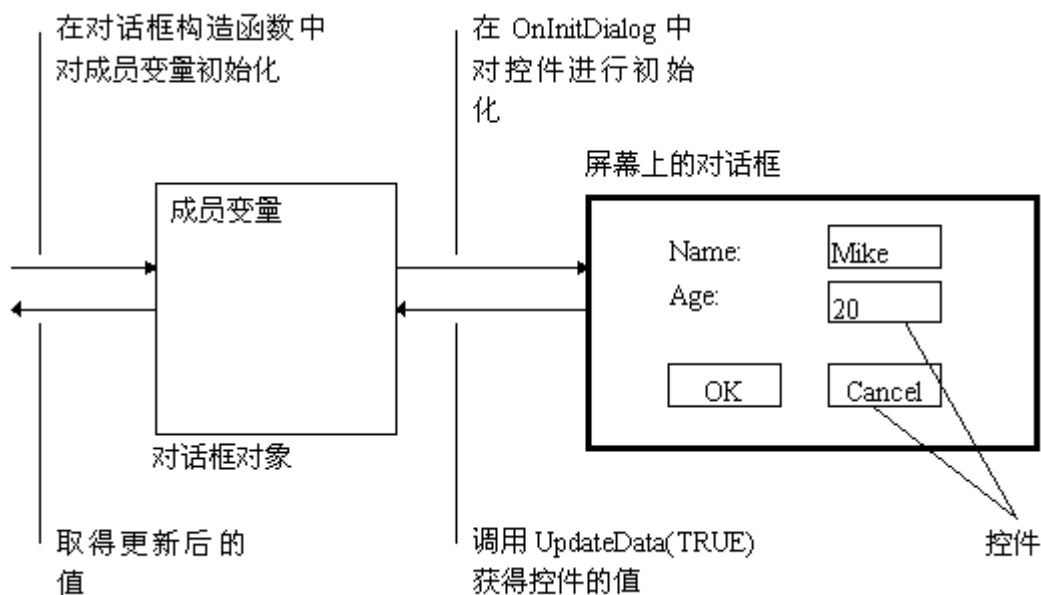 在对话框构造函数中
对成员变量初始化
在 OnInitDialog 中
对控件进行初始
化
屏幕上的对话框
成员变量
Name:
Mike
Age:
20
OK
Cancel
对话框对象
取得更新后的
值
调用 UpdateData(TRUE)
获得控件的值
控件